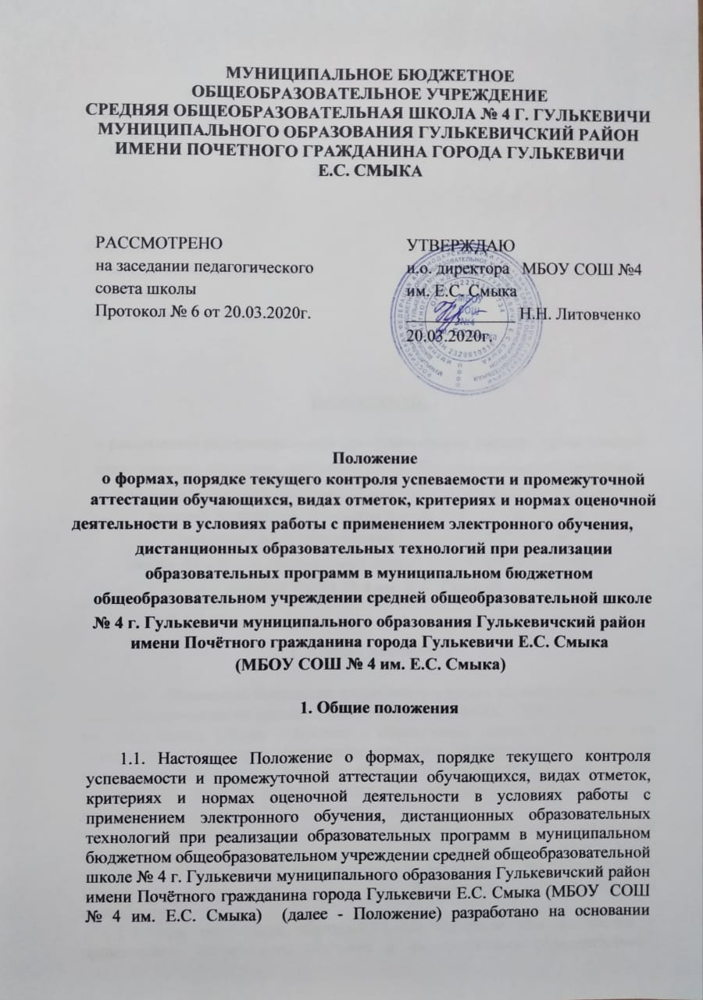 МУНИЦИПАЛЬНОЕ БЮДЖЕТНОЕ
ОБЩЕОБРАЗОВАТЕЛЬНОЕ УЧРЕЖДЕНИЕ
СРЕДНЯЯ ОБЩЕОБРАЗОВАТЕЛЬНАЯ ШКОЛА № 4 Г. ГУЛЬКЕВИЧИ
МУНИЦИПАЛЬНОГО ОБРАЗОВАНИЯ ГУЛЬКЕВИЧСКИЙ РАЙОН
ИМЕНИ ПОЧЕТНОГО ГРАЖДАНИНА ГОРОДА ГУЛЬКЕВИЧИ
Е.С. СМЫКА
РАССМОТРЕНО
на заседании педагогического
совета школы
Протокол № 6 от 20.03.2020г.
УТВЕРЖДАЮ
и.о. директора МБОУ СОШ №4
им. Е.С. Смыка
Н.Н. Литовченко
20.03.2020г.
МБОУ
СОШ
№4
Положение
о формах, порядке текущего контроля успеваемости и промежуточной
аттестации обучающихся, видах отметок, критериях и нормах оценочной
деятельности в условиях работы с применением электронного обучения,
дистанционных образовательных технологий при реализации
образовательных программ в муниципальном бюджетном
общеобразовательном учреждении средней общеобразовательной школе
№ 4 г. Гулькевичи муниципального образования Гулькевичский район
имени Почётного гражданина города Гулькевичи Е.С. Смыка
(МБОУ СОШ № 4 им. Е.С. Смыка)
1. Общие положения
1.1. Настоящее Положение о формах, порядке текущего контроля
успеваемости и промежуточной аттестации обучающихся, видах отметок,
критериях и нормах оценочной деятельности в условиях работы с
применением электронного обучения, дистанционных образовательных
технологий при реализации образовательных программ в муниципальном
бюджетном общеобразовательном учреждении средней общеобразовательной
школе № 4 г. Гулькевичи муниципального образования Гулькевичский район
имени Почётного гражданина города Гулькевичи Е.С. Смыка (МБОУ СОШ
№ 4 им. Е.С. Смыка) (далее - Положение) разработано на основании